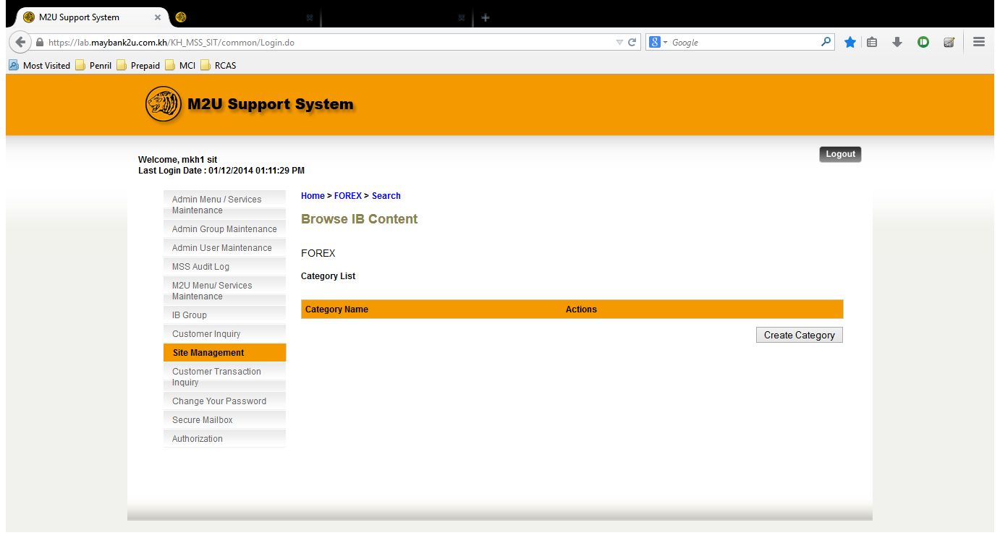 M2U Support System
https://lab.maybank2u.com.kh/KH_MSS_SIT/common/Login.do
Google
Most Visited Penril Prepaid MCI RCAS
M2U Support System
Logout
Welcome, mkh1 sit
Last Login Date : 01/12/2014 01:11:29 PM
Admin Menu / Services
Maintenance
Admin Group Maintenance
Admin User Maintenance
MSS Audit Log
M2U Menu/ Services
Maintenance
IB Group
Customer Inquiry
Site Management
Customer Transaction
Inquiry
Change Your Password
Secure Mailbox
Authorization
Home > FOREX > Search
Browse IB Content
FOREX
Category List
Category Name Actions
Create Category